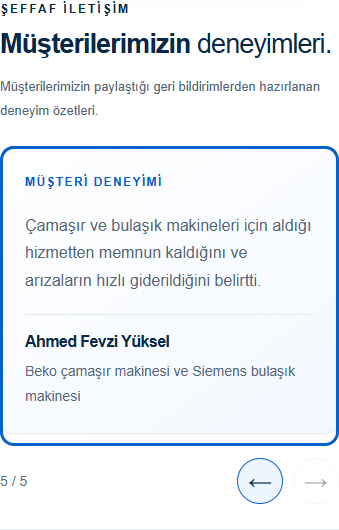 ŞEFFAF İLETİŞİM
Müşterilerimizin deneyimleri.
Müşterilerimizin paylaştığı geri bildirimlerden hazırlanan
deneyim özetleri.
MÜŞTERİ DENEYİMİ
Çamaşır ve bulaşık makineleri için aldığı
hizmetten memnun kaldığını ve
arızaların hızlı giderildiğini belirtti.
Ahmed Fevzi Yüksel
Beko çamaşır makinesi ve Siemens bulaşık
makinesi
5 / 5